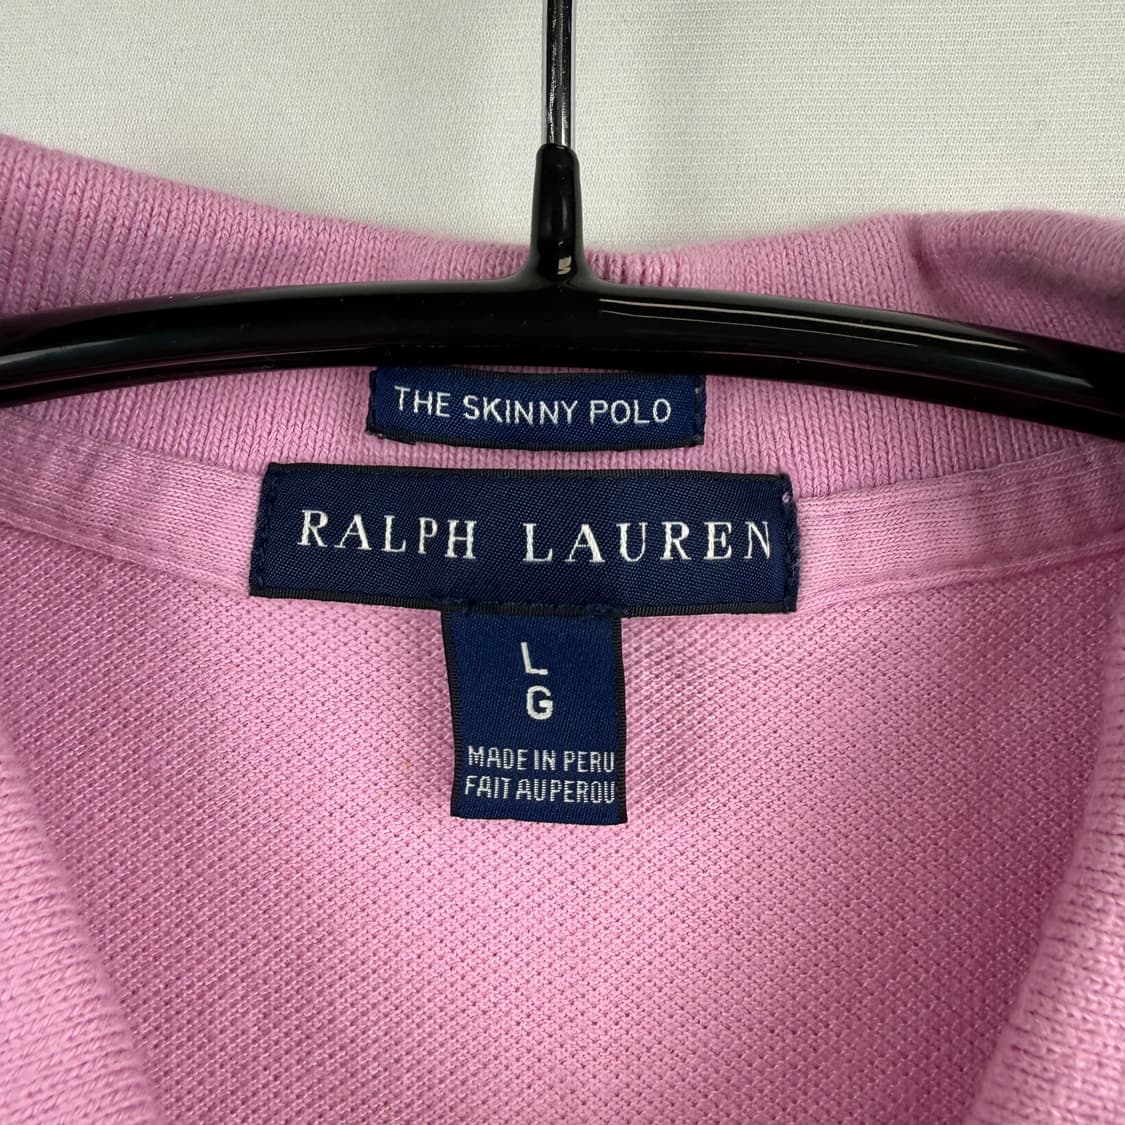 THE SKINNY POLO
RALPH LAUREN
L
G
MADE IN PERU
FAIT AU PEROU